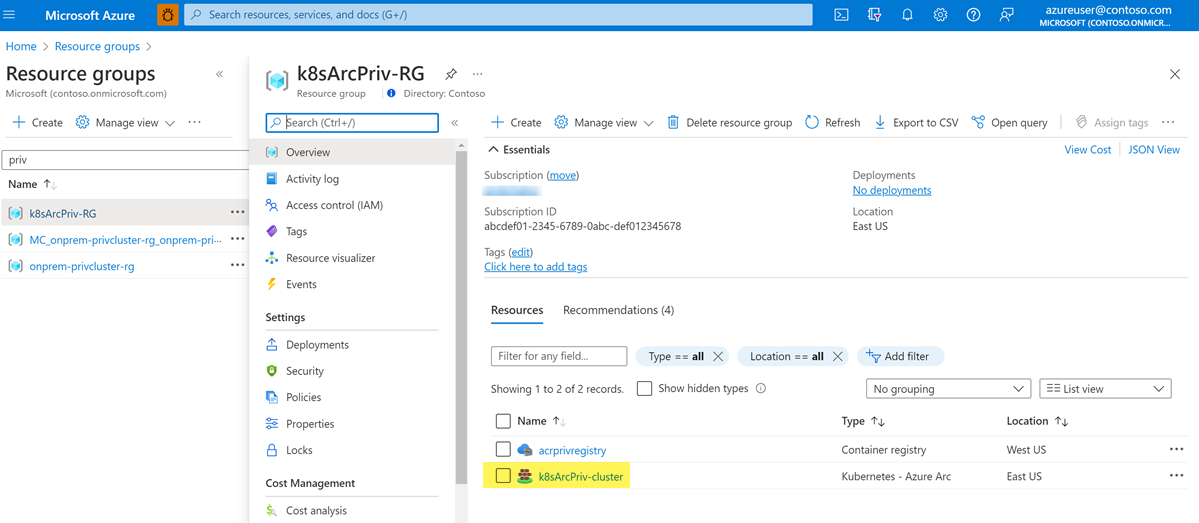 Microsoft Azure
Search resources, services, and docs (G+/)
azureuser@contoso.com
MICROSOFT (CONTOSO.ONMICR...
Home > Resource groups >
Resource groups
Microsoft (contoso.onmicrosoft.com)
Create Manage view ...
priv
Name
k8sArcPriv-RG ...
MC_onprem-privcluster-rg_onprem-pri... ...
onprem-privcluster-rg ...
k8sArcPriv-RG ...
Resource group Directory: Contoso
Search (Ctrl+/)
Overview
Activity log
Access control (IAM)
Tags
Resource visualizer
Events
Settings
Deployments
Security
Policies
Properties
Locks
Cost Management
Cost analysis
Create Manage view Delete resource group Refresh Export to CSV Open query Assign tags ...
Essentials View Cost JSON View
Subscription (move)
Subscription ID
abcdef01-2345-6789-0abc-def012345678
Tags (edit)
Click here to add tags
Deployments
No deployments
Location
East US
Resources Recommendations (4)
Filter for any field... Type == all Location == all Add filter
Showing 1 to 2 of 2 records. Show hidden types No grouping List view
Name Type Location
acrprivregistry Container registry West US ...
k8sArcPriv-cluster Kubernetes - Azure Arc East US ...